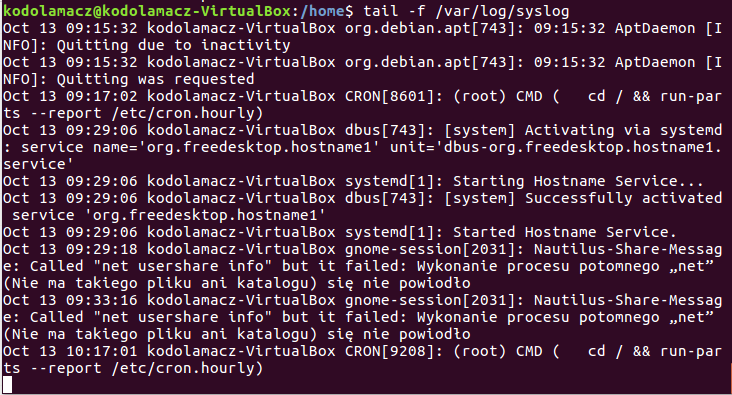 kodolamacz@kodolamacz-VirtualBox:/home$ tail -f /var/log/syslog
Oct 13 09:15:32 kodolamacz-VirtualBox org.debian.apt[743]: 09:15:32 AptDaemon [I
NFO]: Quitting due to inactivity
Oct 13 09:15:32 kodolamacz-VirtualBox org.debian.apt[743]: 09:15:32 AptDaemon [I
NFO]: Quitting was requested
Oct 13 09:17:02 kodolamacz-VirtualBox CRON[8601]: (root) CMD (   cd / && run-par
ts --report /etc/cron.hourly)
Oct 13 09:29:06 kodolamacz-VirtualBox dbus[743]: [system] Activating via systemd
: service name='org.freedesktop.hostname1' unit='dbus-org.freedesktop.hostname1.
service'
Oct 13 09:29:06 kodolamacz-VirtualBox systemd[1]: Starting Hostname Service...
Oct 13 09:29:06 kodolamacz-VirtualBox dbus[743]: [system] Successfully activated
 service 'org.freedesktop.hostname1'
Oct 13 09:29:06 kodolamacz-VirtualBox systemd[1]: Started Hostname Service.
Oct 13 09:29:18 kodolamacz-VirtualBox gnome-session[2031]: Nautilus-Share-Messag
e: Called "net usershare info" but it failed: Wykonanie procesu potomnego „net”
(Nie ma takiego pliku ani katalogu) się nie powiodło
Oct 13 09:33:16 kodolamacz-VirtualBox gnome-session[2031]: Nautilus-Share-Messag
e: Called "net usershare info" but it failed: Wykonanie procesu potomnego „net”
(Nie ma takiego pliku ani katalogu) się nie powiodło
Oct 13 10:17:01 kodolamacz-VirtualBox CRON[9208]: (root) CMD (   cd / && run-par
ts --report /etc/cron.hourly)